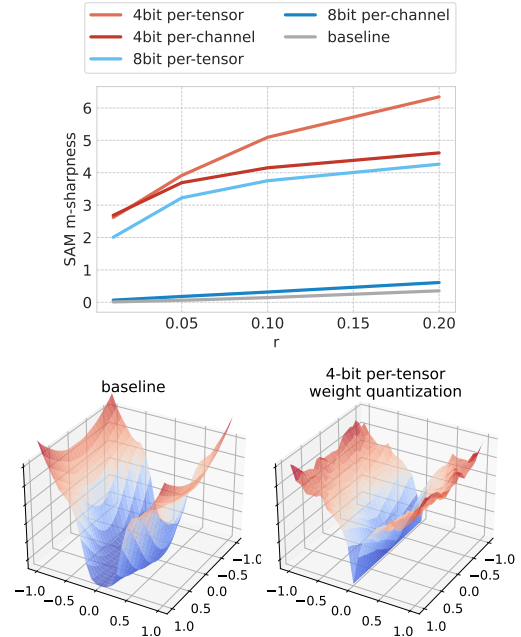 4bit per-tensor
4bit per-channel
8bit per-tensor
8bit per-channel
baseline
6
5
4
3
2
1
0
SAM m-sharpness
0.05 0.10 0.15 0.20
r
baseline
−1.0 −0.5 0.0 0.5 1.0
−1.0 −0.5 0.0 0.5 1.0
4-bit per-tensor
weight quantization
−1.0 −0.5 0.0 0.5 1.0
−1.0 −0.5 0.0 0.5 1.0